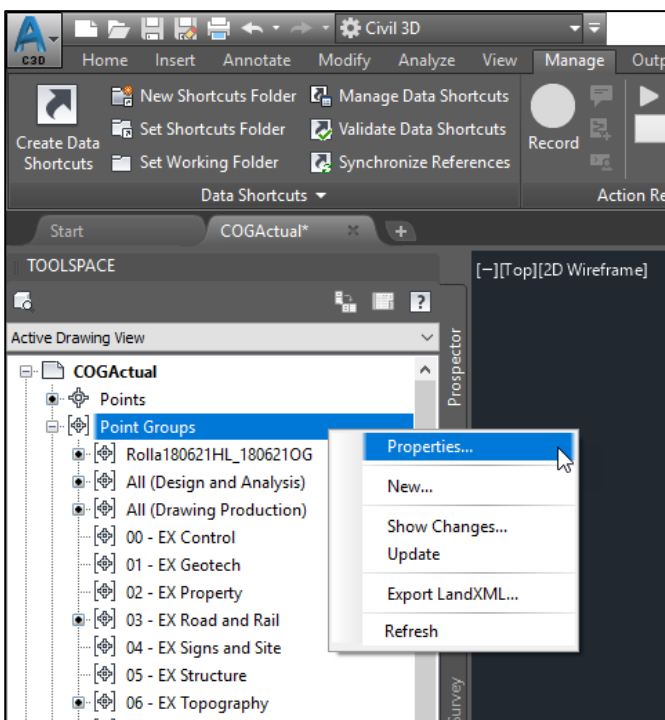 C3D
Civil 3D
Home Insert Annotate Modify Analyze View Manage Outp
New Shortcuts Folder Manage Data Shortcuts
Set Shortcuts Folder Validate Data Shortcuts
Create Data
Shortcuts Set Working Folder Synchronize References
Record
Data Shortcuts
Action Re
Start COGActual*
TOOLSPACE
[−][Top][2D Wireframe]
?
Active Drawing View
Prospector
COGActual
Points
Point Groups
Rolla180621HL_180621OG
All (Design and Analysis)
All (Drawing Production)
00 - EX Control
01 - EX Geotech
02 - EX Property
03 - EX Road and Rail
04 - EX Signs and Site
05 - EX Structure
06 - EX Topography
Properties...
New...
Show Changes...
Update
Export LandXML...
Refresh
Survey